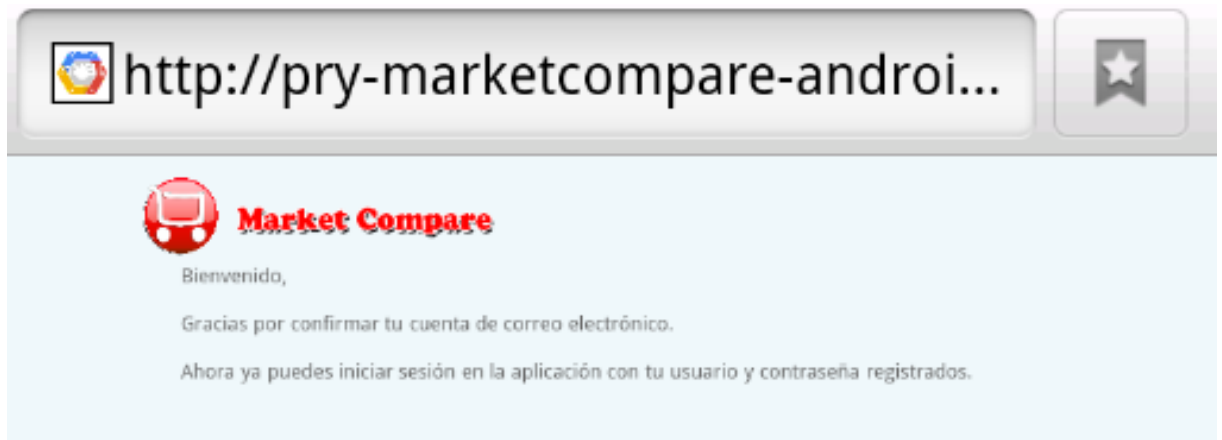 http://pry-marketcompare-androi...
Market Compare
Bienvenido,
Gracias por confirmar tu cuenta de correo electrónico.
Ahora ya puedes iniciar sesión en la aplicación con tu usuario y contraseña registrados.